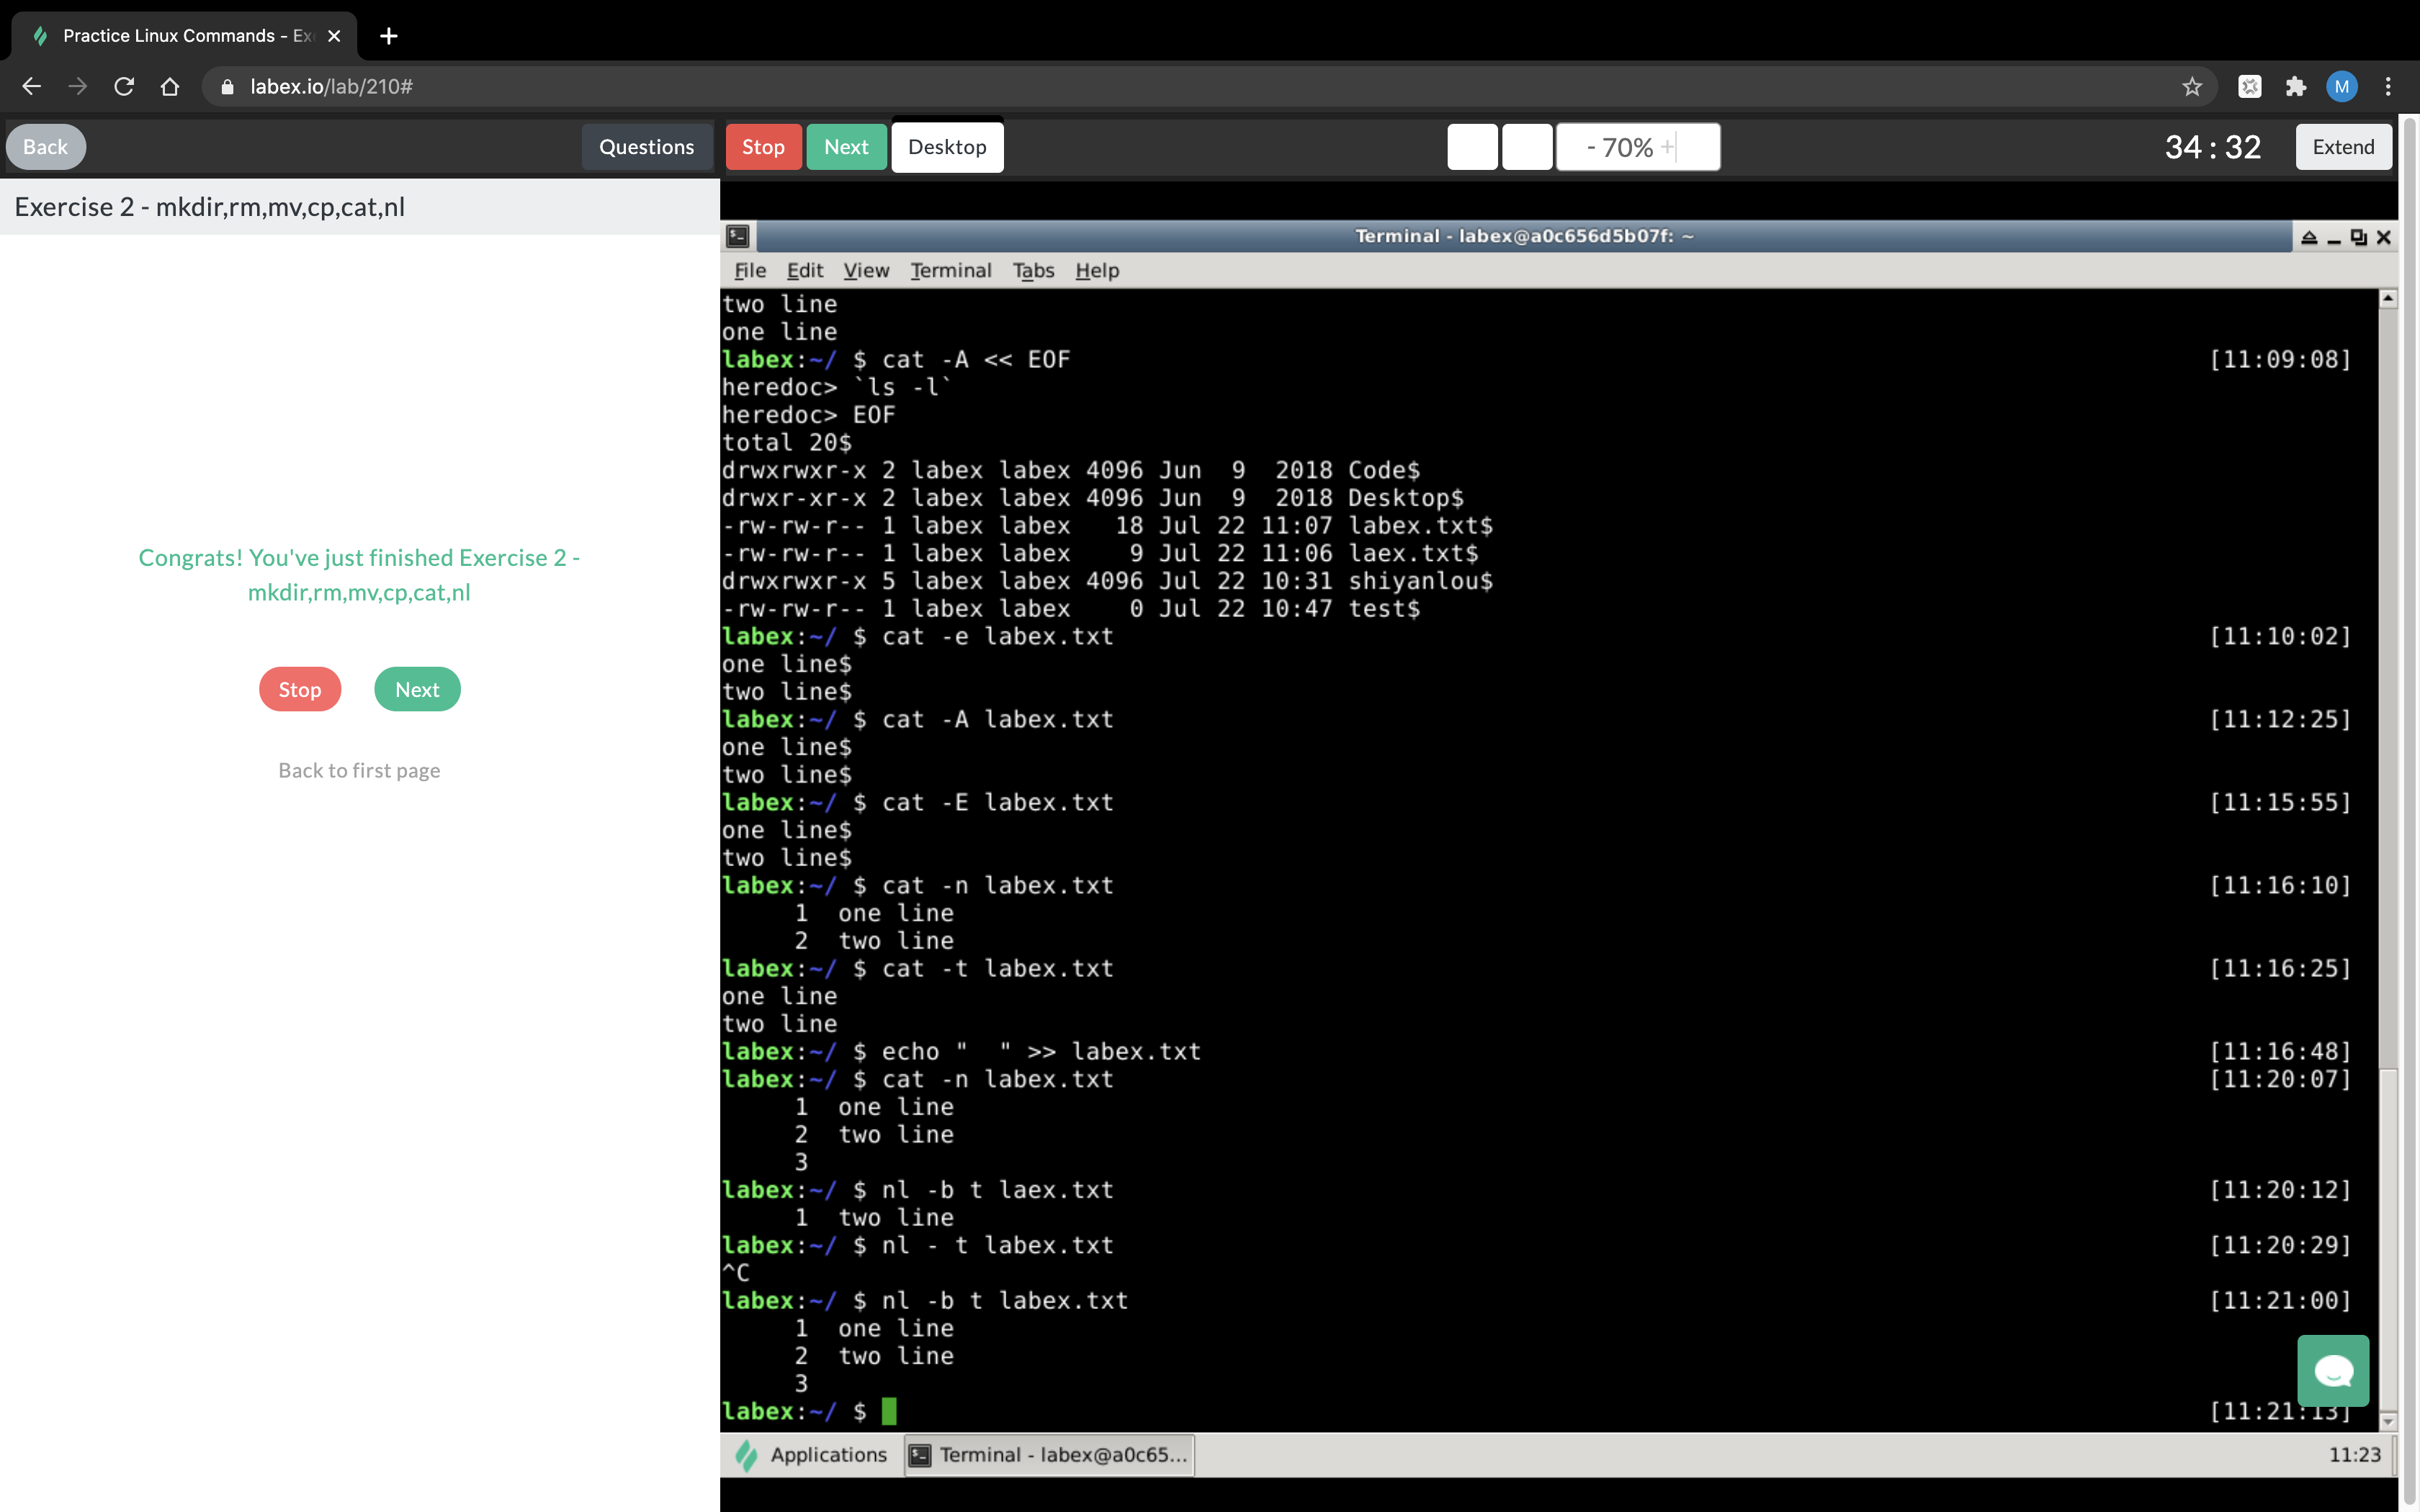 Practice Linux Commands - Ex
labex.io/lab/210#
M
Back
Questions
Stop
Next
Desktop
- 70% +
34 : 32
Extend
Exercise 2 - mkdir,rm,mv,cp,cat,nl
Congrats! You've just finished Exercise 2 -
mkdir,rm,mv,cp,cat,nl
Stop
Next
Back to first page
Terminal - labex@a0c656d5b07f: ~
File Edit View Terminal Tabs Help
two line
one line
labex:~/ $ cat -A << EOF [11:09:08]
heredoc> `ls -l`
heredoc> EOF
total 20$
drwxrwxr-x 2 labex labex 4096 Jun  9  2018 Code$
drwxr-xr-x 2 labex labex 4096 Jun  9  2018 Desktop$
-rw-rw-r-- 1 labex labex   18 Jul 22 11:07 labex.txt$
-rw-rw-r-- 1 labex labex    9 Jul 22 11:06 laex.txt$
drwxrwxr-x 5 labex labex 4096 Jul 22 10:31 shiyanlou$
-rw-rw-r-- 1 labex labex    0 Jul 22 10:47 test$
labex:~/ $ cat -e labex.txt [11:10:02]
one line$
two line$
labex:~/ $ cat -A labex.txt [11:12:25]
one line$
two line$
labex:~/ $ cat -E labex.txt [11:15:55]
one line$
two line$
labex:~/ $ cat -n labex.txt [11:16:10]
1  one line
2  two line
labex:~/ $ cat -t labex.txt [11:16:25]
one line
two line
labex:~/ $ echo "  " >> labex.txt [11:16:48]
labex:~/ $ cat -n labex.txt [11:20:07]
1  one line
2  two line
3
labex:~/ $ nl -b t laex.txt [11:20:12]
1  two line
labex:~/ $ nl - t labex.txt [11:20:29]
^C
labex:~/ $ nl -b t labex.txt [11:21:00]
1  one line
2  two line
3
labex:~/ $ [11:21:13]
Applications
Terminal - labex@a0c65...
11:23